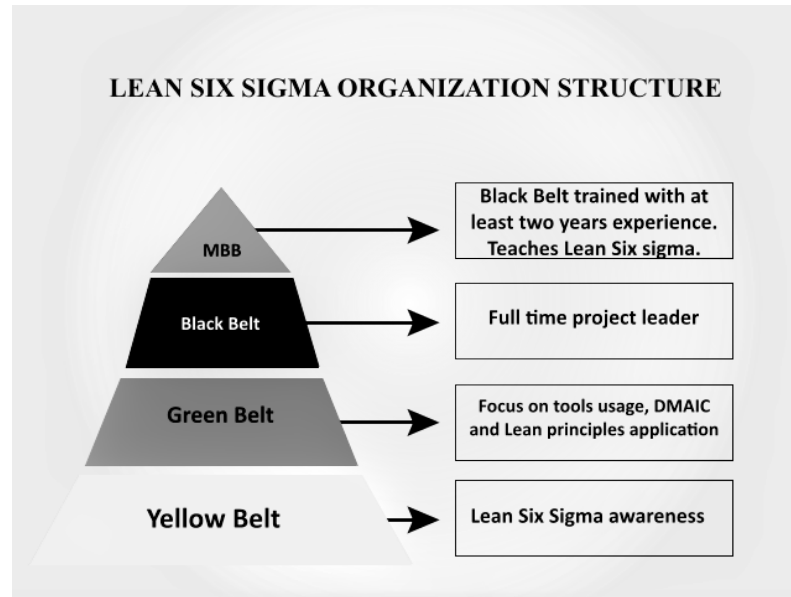 LEAN SIX SIGMA ORGANIZATION STRUCTURE
MBB
Black Belt trained with at
least two years experience.
Teaches Lean Six sigma.
Black Belt
Full time project leader
Green Belt
Focus on tools usage, DMAIC
and Lean principles application
Yellow Belt
Lean Six Sigma awareness